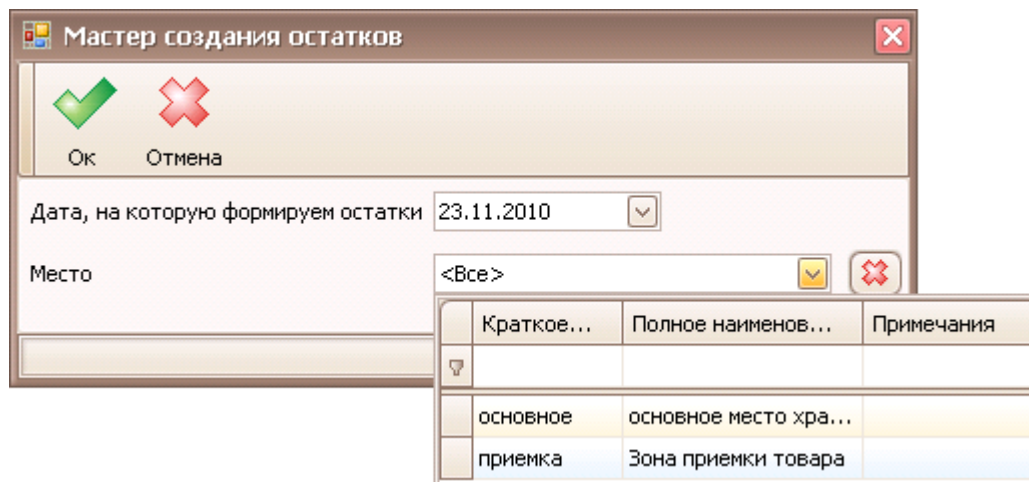 Мастер создания остатков
Ок Отмена
Дата, на которую формируем остатки 23.11.2010
Место <Все>
Краткое... Полное наименов... Примечания
основное основное место хра...
приемка Зона приемки товара